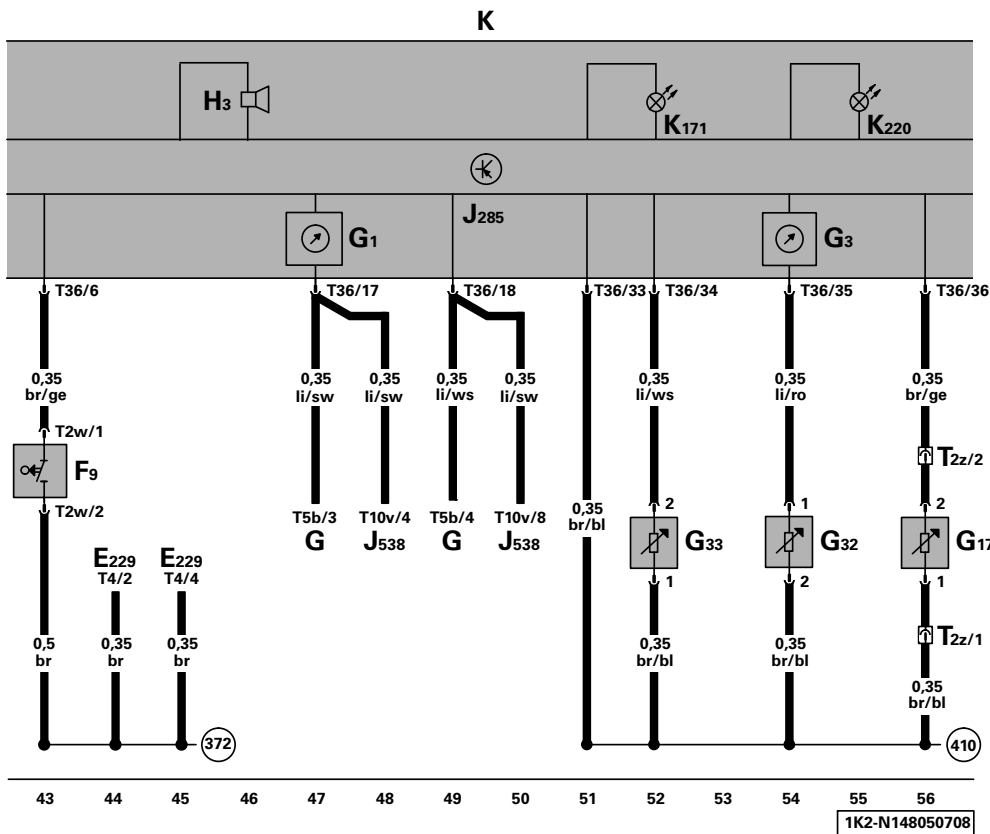 K
H3
K171
K220
J285
G1
G3
T36/6
T36/17
T36/18
T36/33
T36/34
T36/35
T36/36
0,35
br/ge
0,35
li/sw
0,35
li/sw
0,35
li/ws
0,35
li/sw
0,35
li/ws
0,35
li/ro
0,35
br/ge
T2w/1
F9
T2w/2
T2z/2
2
1
2
0,35
br/bl
T5b/3
G
T10v/4
J538
T5b/4
G
T10v/8
J538
G33
G32
G17
1
2
1
E229
T4/2
E229
T4/4
T2z/1
0,5
br
0,35
br
0,35
br
0,35
br/bl
0,35
br/bl
0,35
br/bl
372
410
43 44 45 46 47 48 49 50 51 52 53 54 55 56
1K2-N148050708